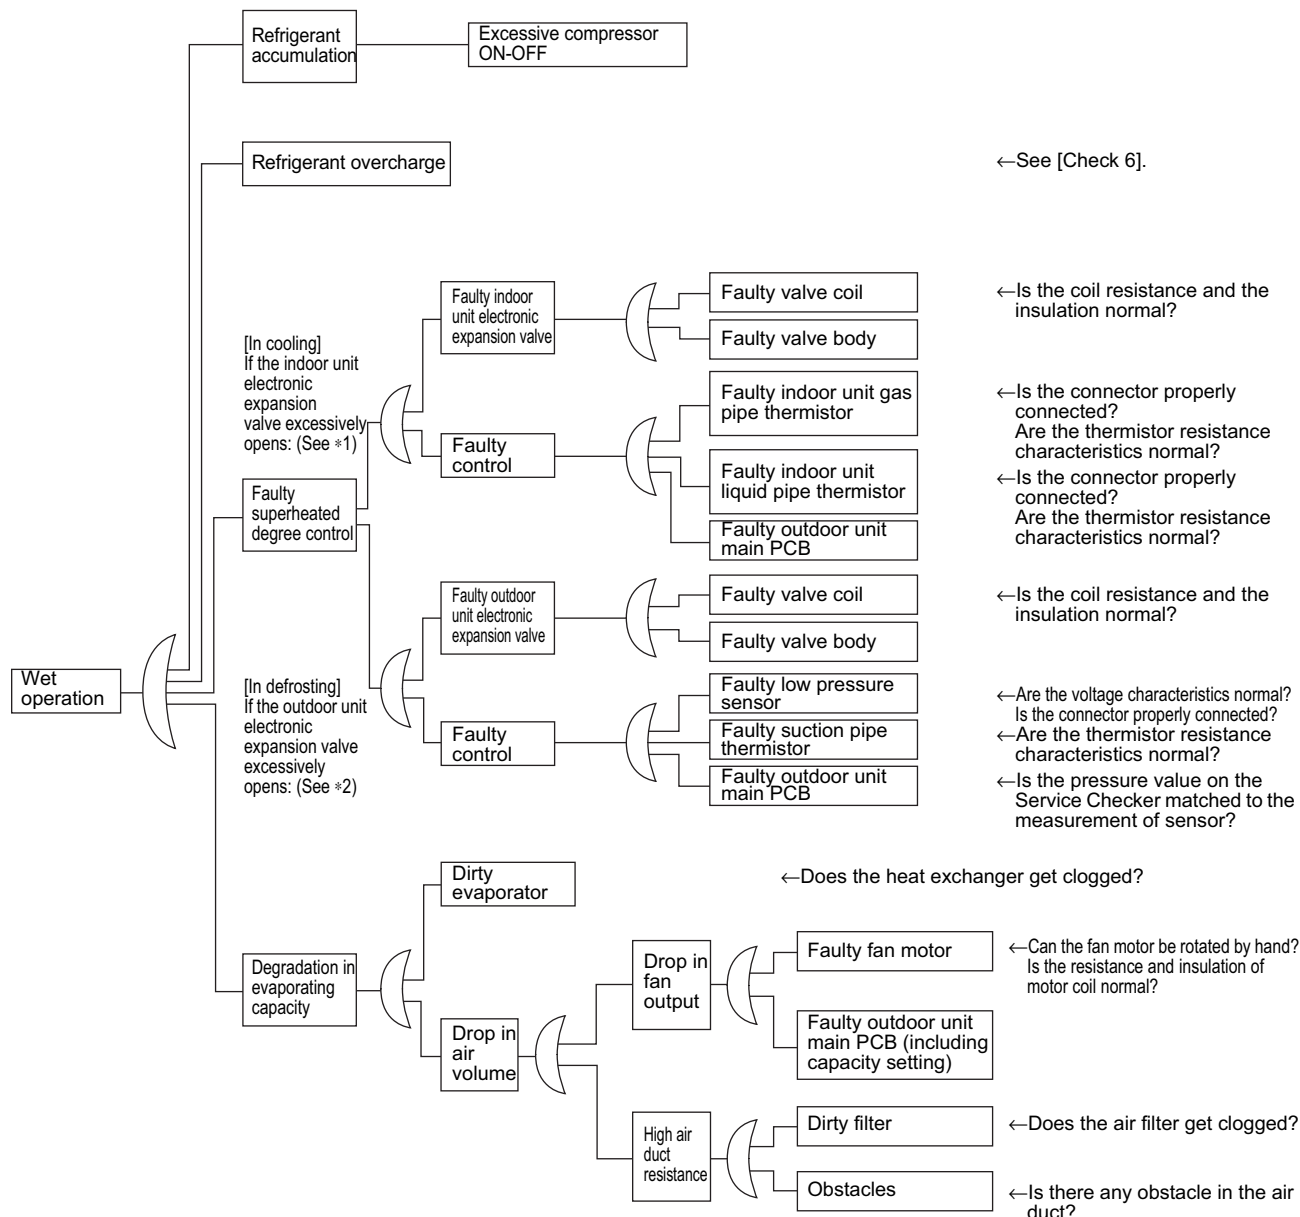 Refrigerant
accumulation
Excessive compressor
ON-OFF
Refrigerant overcharge
←See [Check 6].
[In cooling]
If the indoor unit
electronic
expansion
valve excessively
opens: (See *1)
Faulty indoor
unit electronic
expansion valve
Faulty valve coil
←Is the coil resistance and the
insulation normal?
Faulty valve body
Faulty
control
Faulty indoor unit gas
pipe thermistor
←Is the connector properly
connected?
Are the thermistor resistance
characteristics normal?
Faulty indoor unit
liquid pipe thermistor
←Is the connector properly
connected?
Are the thermistor resistance
characteristics normal?
Faulty outdoor unit
main PCB
Faulty
superheated
degree control
Faulty outdoor
unit electronic
expansion valve
Faulty valve coil
←Is the coil resistance and the
insulation normal?
Faulty valve body
Wet
operation
[In defrosting]
If the outdoor unit
electronic
expansion valve
excessively
opens: (See *2)
Faulty
control
Faulty low pressure
sensor
←Are the voltage characteristics normal?
Is the connector properly connected?
Faulty suction pipe
thermistor
←Are the thermistor resistance
characteristics normal?
Faulty outdoor unit
main PCB
←Is the pressure value on the
Service Checker matched to the
measurement of sensor?
Dirty
evaporator
←Does the heat exchanger get clogged?
Degradation in
evaporating
capacity
Drop in
air
volume
Drop in
fan
output
Faulty fan motor
←Can the fan motor be rotated by hand?
Is the resistance and insulation of
motor coil normal?
Faulty outdoor unit
main PCB (including
capacity setting)
High air
duct
resistance
Dirty filter
←Does the air filter get clogged?
Obstacles
←Is there any obstacle in the air
duct?